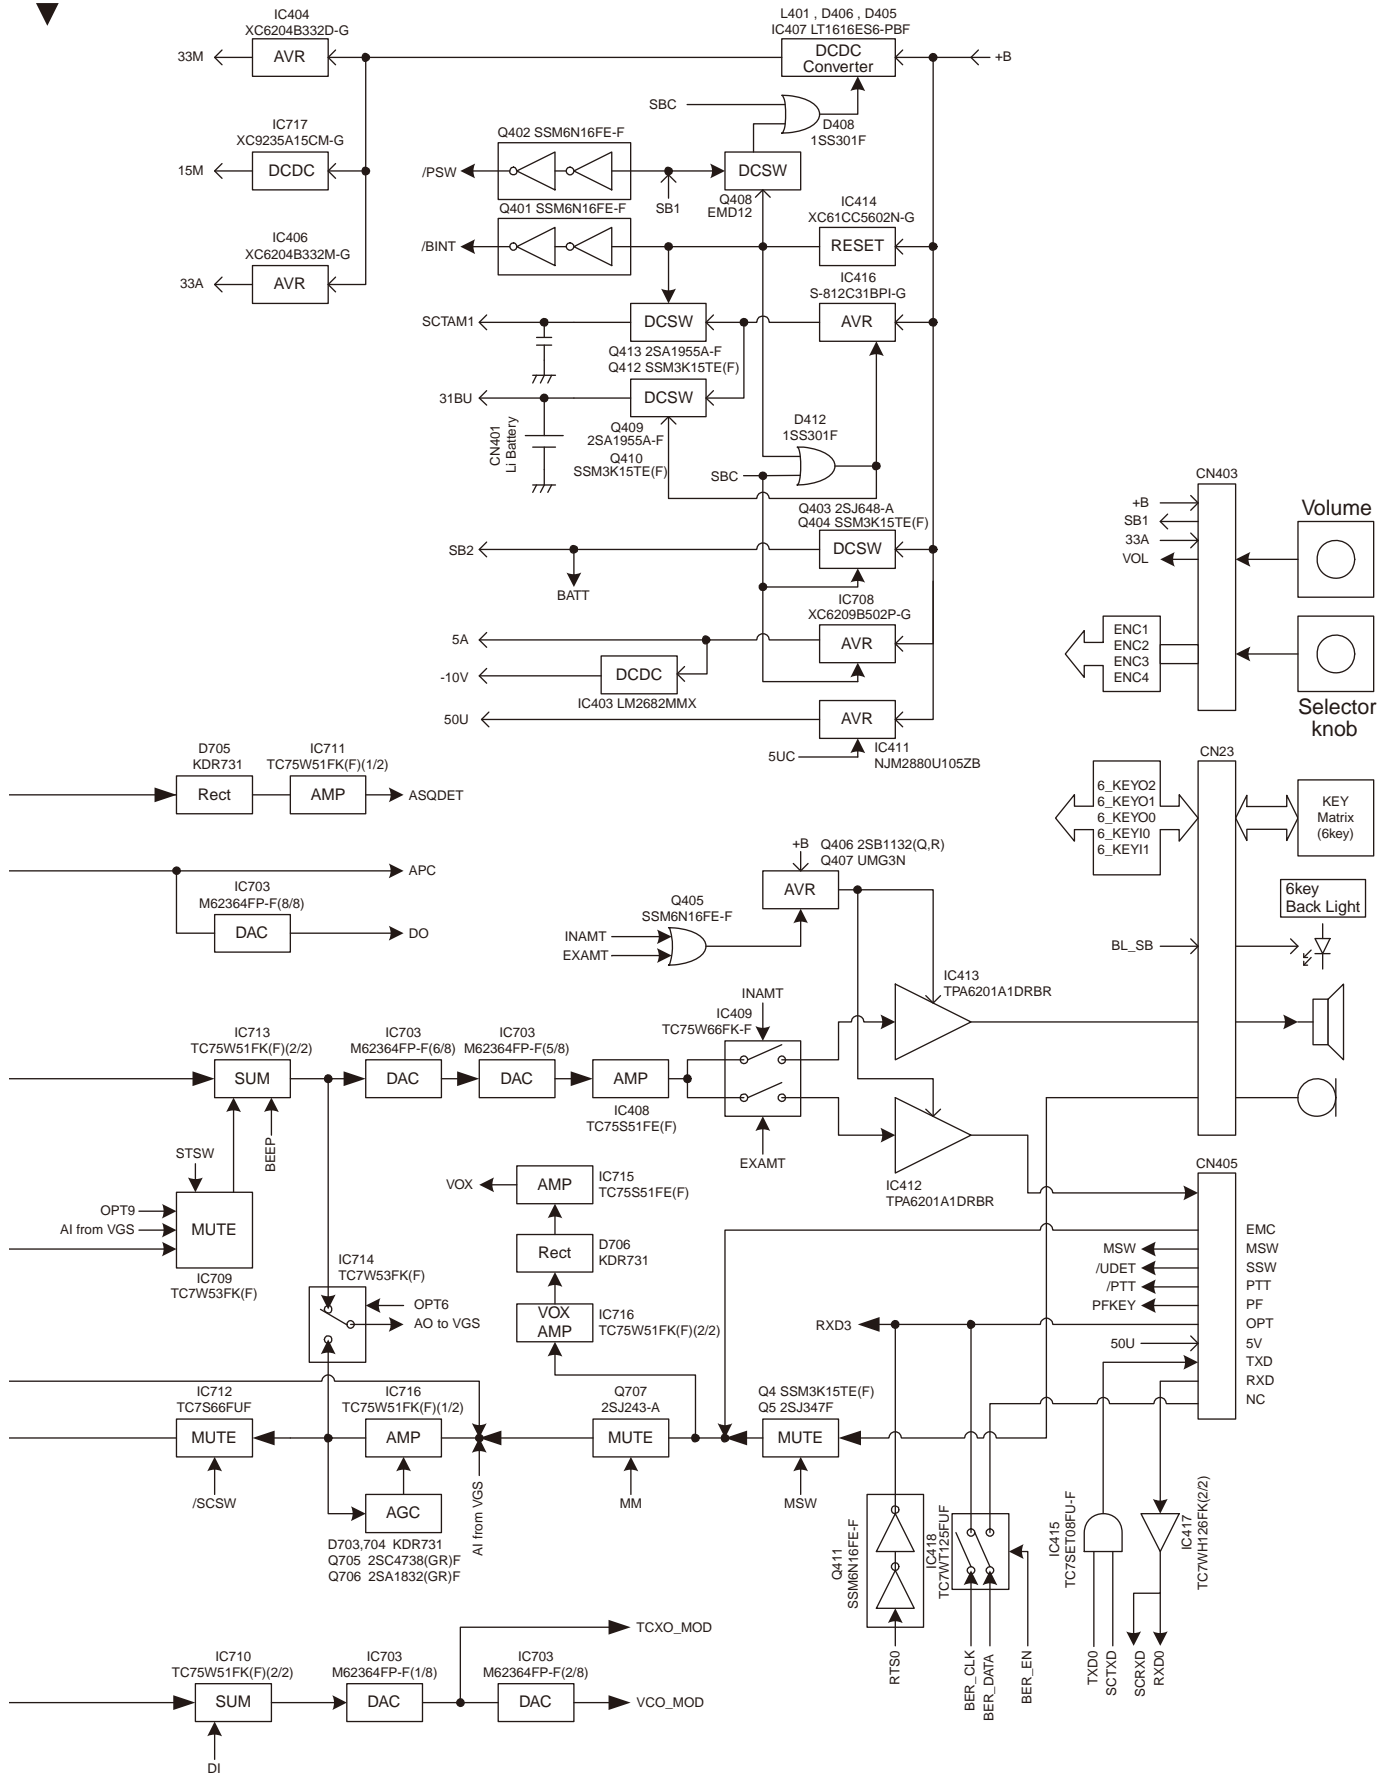 IC404
XC6204B332D-G
33M
AVR
L401 , D406 , D405
IC407 LT1616ES6-PBF
DCDC
Converter
+B
SBC
D408
1SS301F
IC717
XC9235A15CM-G
15M
DCDC
Q402 SSM6N16FE-F
/PSW
SB1
DCSW
Q408
EMD12
Q401 SSM6N16FE-F
/BINT
IC414
XC61CC5602N-G
RESET
IC406
XC6204B332M-G
33A
AVR
IC416
S-812C31BPI-G
SCTAM1
DCSW
AVR
Q413 2SA1955A-F
Q412 SSM3K15TE(F)
31BU
DCSW
CN401
Li Battery
Q409
2SA1955A-F
Q410
SSM3K15TE(F)
D412
1SS301F
SBC
Q403 2SJ648-A
Q404 SSM3K15TE(F)
SB2
DCSW
BATT
IC708
XC6209B502P-G
5A
AVR
-10V
DCDC
IC403 LM2682MMX
50U
AVR
5UC
IC411
NJM2880U105ZB
CN403
+B
SB1
33A
VOL
Volume
ENC1
ENC2
ENC3
ENC4
Selector
knob
D705
KDR731
IC711
TC75W51FK(F)(1/2)
Rect
AMP
ASQDET
CN23
6_KEYO2
6_KEYO1
6_KEYO0
6_KEYI0
6_KEYI1
KEY
Matrix
(6key)
APC
IC703
M62364FP-F(8/8)
DAC
DO
+B
Q406 2SB1132(Q,R)
Q407 UMG3N
AVR
Q405
SSM6N16FE-F
INAMT
EXAMT
6key
Back Light
BL_SB
IC413
TPA6201A1DRBR
INAMT
IC409
TC75W66FK-F
IC713
TC75W51FK(F)(2/2)
SUM
IC703
M62364FP-F(6/8)
DAC
IC703
M62364FP-F(5/8)
DAC
AMP
IC408
TC75S51FE(F)
EXAMT
IC412
TPA6201A1DRBR
BEEP
STSW
OPT9
AI from VGS
MUTE
IC709
TC7W53FK(F)
VOX
AMP
IC715
TC75S51FE(F)
Rect
D706
KDR731
VOX
AMP
IC716
TC75W51FK(F)(2/2)
IC714
TC7W53FK(F)
OPT6
AO to VGS
CN405
EMC
MSW
MSW
/UDET
SSW
/PTT
PTT
PFKEY
PF
RXD3
OPT
50U
5V
TXD
RXD
NC
IC712
TC7S66FUF
MUTE
/SCSW
IC716
TC75W51FK(F)(1/2)
AMP
AGC
D703,704 KDR731
Q705 2SC4738(GR)F
Q706 2SA1832(GR)F
AI from VGS
Q707
2SJ243-A
MUTE
MM
Q4 SSM3K15TE(F)
Q5 2SJ347F
MUTE
MSW
Q411
SSM6N16FE-F
RTS0
IC418
TC7WT125FUF
BER_CLK
BER_DATA
BER_EN
IC415
TC7SET08FU-F
TXD0
SCTXD
IC417
TC7WH126FK(2/2)
SCRXD
RXD0
IC710
TC75W51FK(F)(2/2)
SUM
DI
IC703
M62364FP-F(1/8)
DAC
IC703
M62364FP-F(2/8)
DAC
TCXO_MOD
VCO_MOD